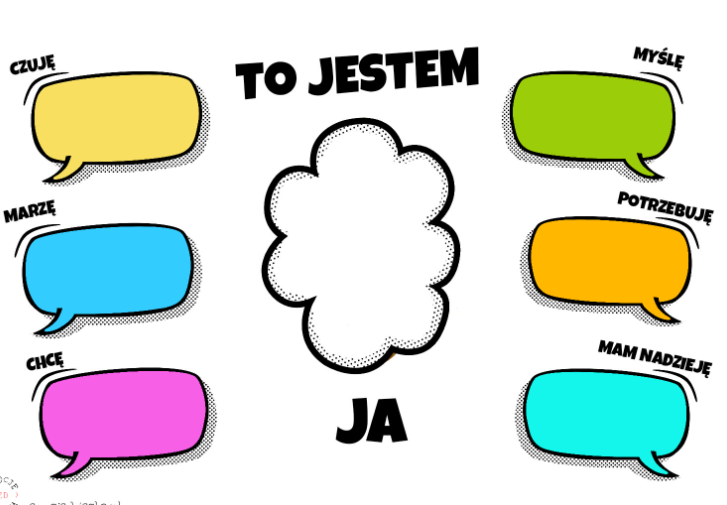 CZUJĘ
TO JESTEM
MYŚLĘ
MARZĘ
POTRZEBUJĘ
CHCĘ
MAM NADZIEJĘ
JA